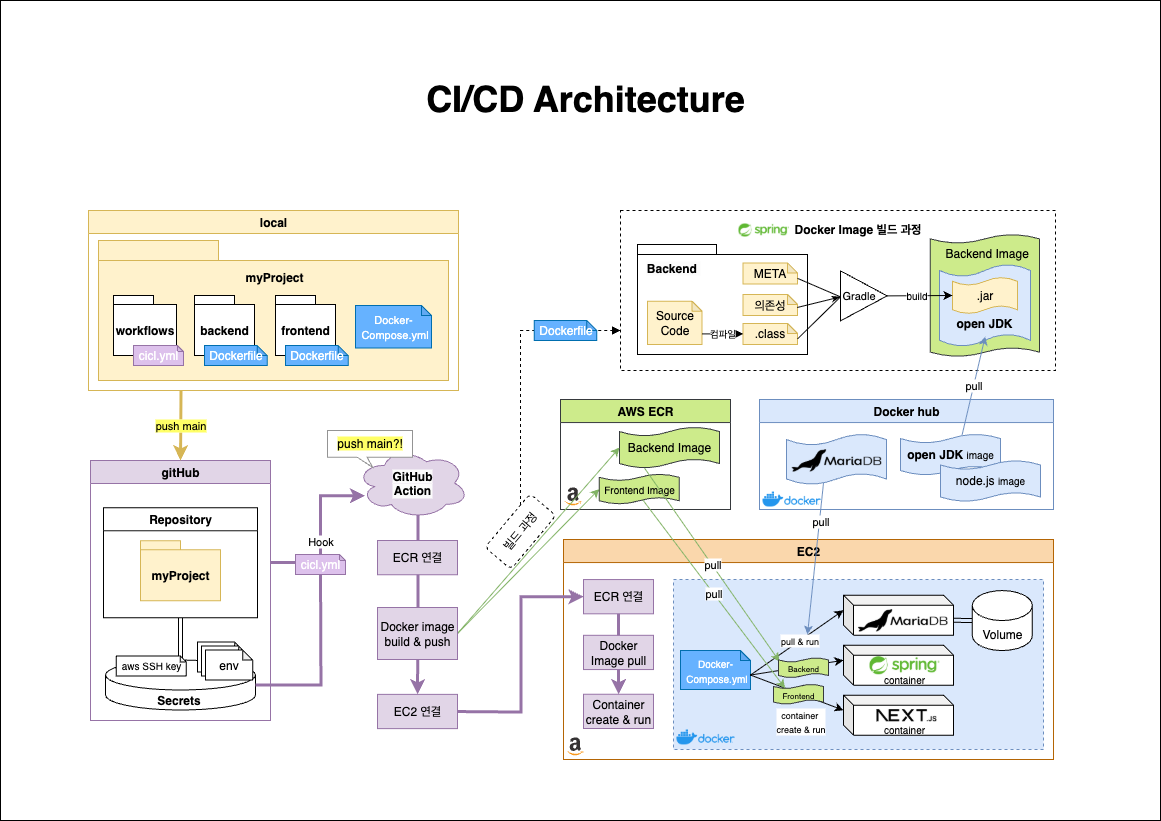 CI/CD Architecture
local
myProject
workflows
cicl.yml
backend
Dockerfile
frontend
Dockerfile
Docker-
Compose.yml
push main
gitHub
Repository
myProject
aws SSH key
env
Secrets
Hook
cicl.yml
push main?!
GitHub
Action
ECR 연결
Docker image
build & push
EC2 연결
빌드 과정
Dockerfile
spring
Docker Image 빌드 과정
Backend
Source
Code
컴파일
META
의존성
.class
Gradle
build
Backend Image
.jar
open JDK
pull
AWS ECR
Backend Image
Frontend Image
a
Docker hub
MariaDB
open JDK image
node.js image
docker
pull
EC2
pull
pull
ECR 연결
Docker
Image pull
Container
create & run
a
Docker-
Compose.yml
pull & run
Backend
Frontend
container
create & run
MariaDB
Volume
spring
container
NEXT.JS
container
docker